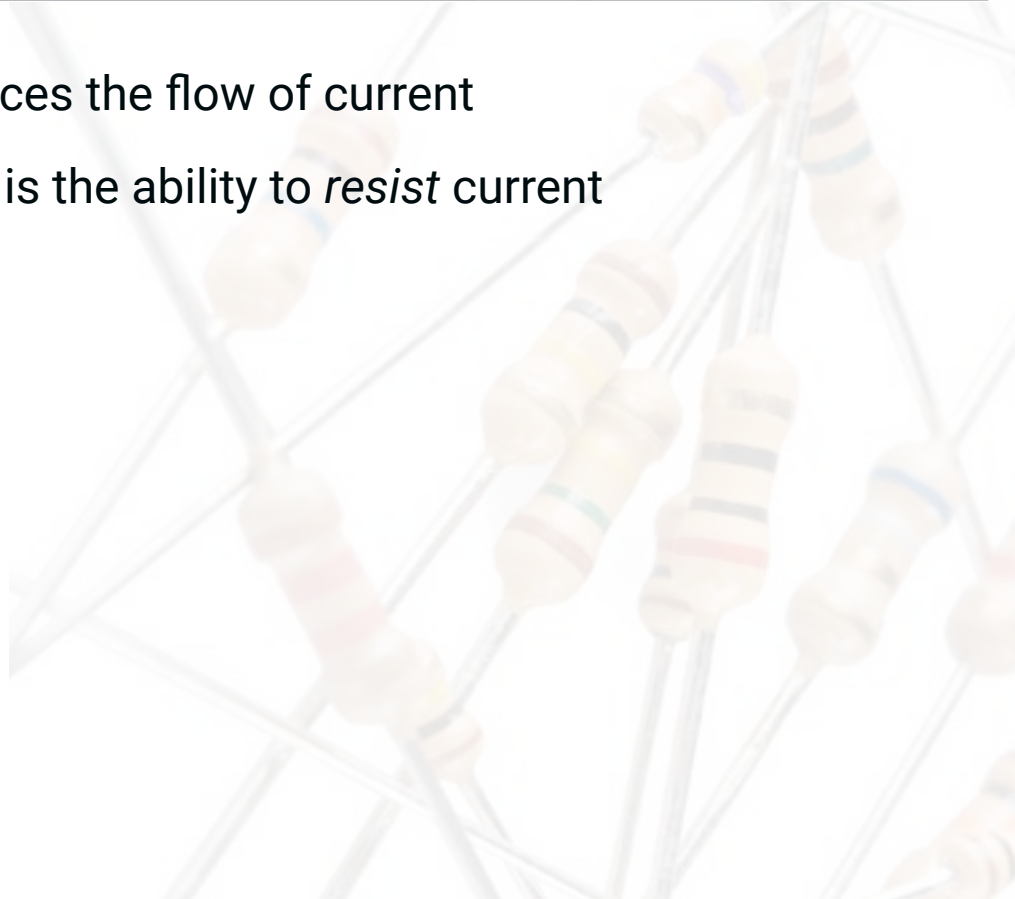 ces the flow of current
is the ability to resist current